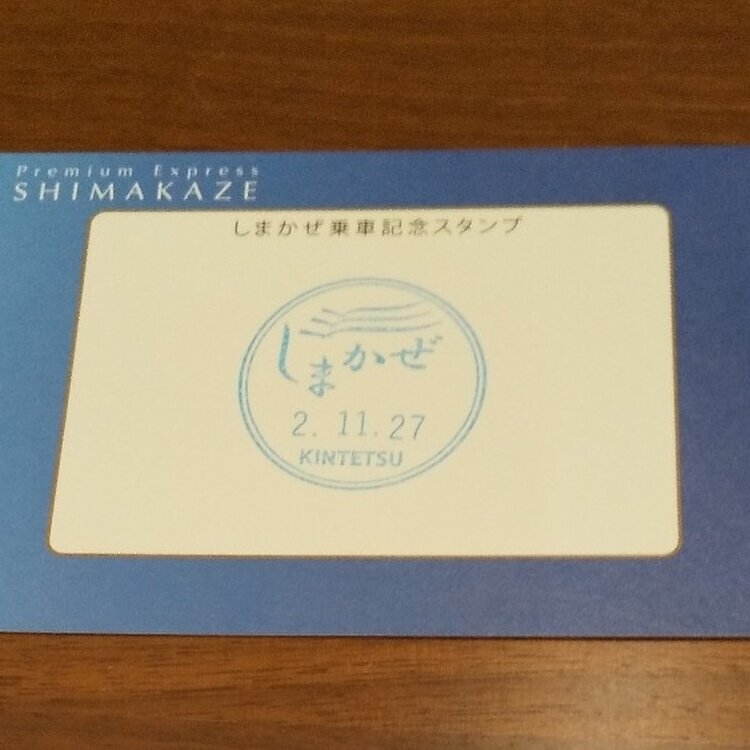 Premium Express
SHIMAKAZE
しまかぜ乗車記念スタンプ
しまかぜ
2.11.27
KINTETSU